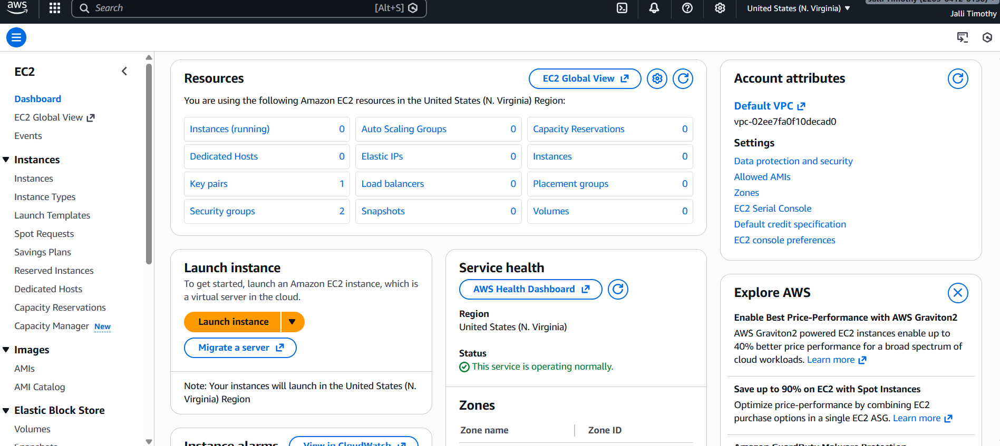 aws
Search
[Alt+S]
United States (N. Virginia)
Jalli Timothy
EC2
Dashboard
EC2 Global View
Events
Instances
Instances
Instance Types
Launch Templates
Spot Requests
Savings Plans
Reserved Instances
Dedicated Hosts
Capacity Reservations
Capacity Manager New
Images
AMIs
AMI Catalog
Elastic Block Store
Volumes
Resources
EC2 Global View
You are using the following Amazon EC2 resources in the United States (N. Virginia) Region:
Instances (running) 0
Auto Scaling Groups 0
Capacity Reservations 0
Dedicated Hosts 0
Elastic IPs 0
Instances 0
Key pairs 1
Load balancers 0
Placement groups 0
Security groups 2
Snapshots 0
Volumes 0
Launch instance
To get started, launch an Amazon EC2 instance, which is
a virtual server in the cloud.
Launch instance
Migrate a server
Note: Your instances will launch in the United States (N.
Virginia) Region
Instance alarms
View in CloudWatch
Service health
AWS Health Dashboard
Region
United States (N. Virginia)
Status
This service is operating normally.
Zones
Zone name
Zone ID
Account attributes
Default VPC
vpc-02ee7fa0f10decad0
Settings
Data protection and security
Allowed AMIs
Zones
EC2 Serial Console
Default credit specification
EC2 console preferences
Explore AWS
Enable Best Price-Performance with AWS Graviton2
AWS Graviton2 powered EC2 instances enable up to
40% better price performance for a broad spectrum of
cloud workloads. Learn more
Save up to 90% on EC2 with Spot Instances
Optimize price-performance by combining EC2
purchase options in a single EC2 ASG. Learn more
Amazon GuardDuty Malware Protection